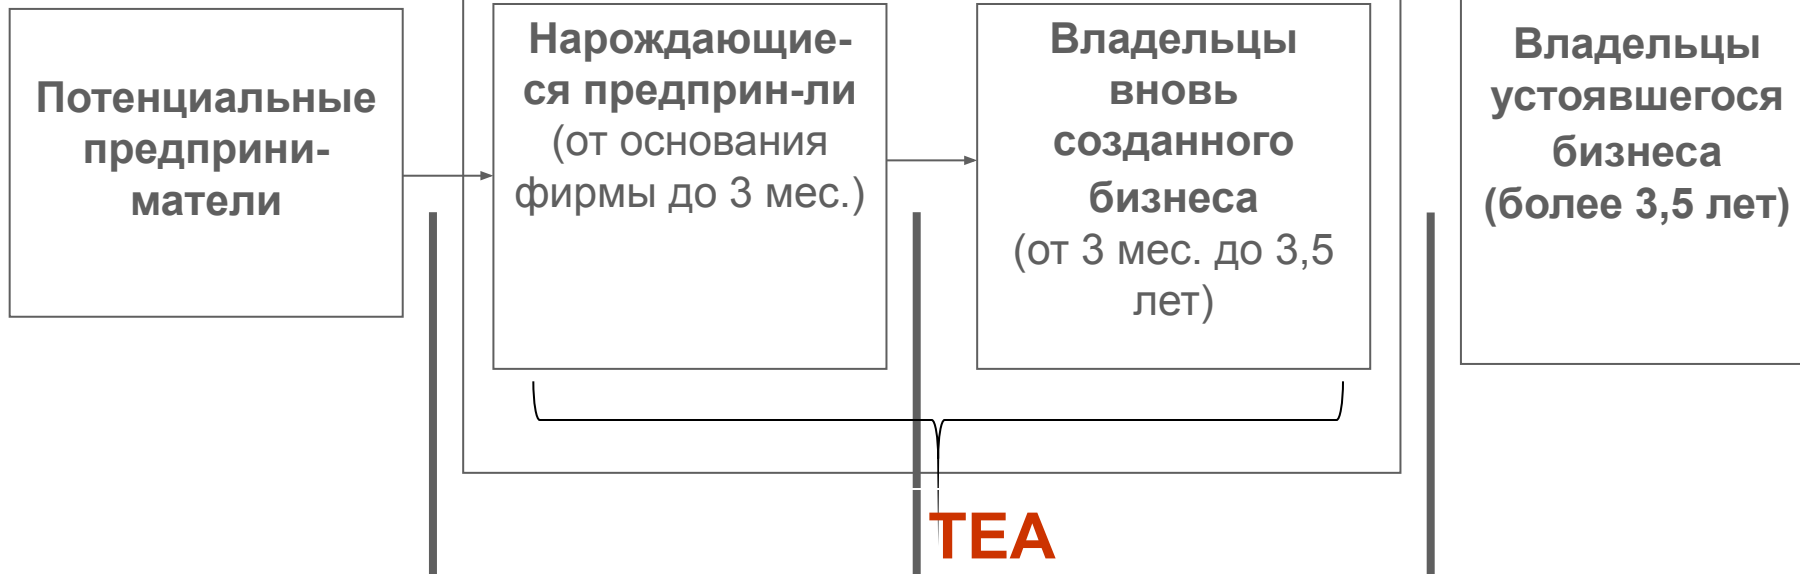 Потенциальные
предприни-
матели
Нарождающие-
ся предприн-ли
(от основания
фирмы до 3 мес.)
Владельцы
вновь
созданного
бизнеса
(от 3 мес. до 3,5
лет)
Владельцы
устоявшегося
бизнеса
(более 3,5 лет)
TEA